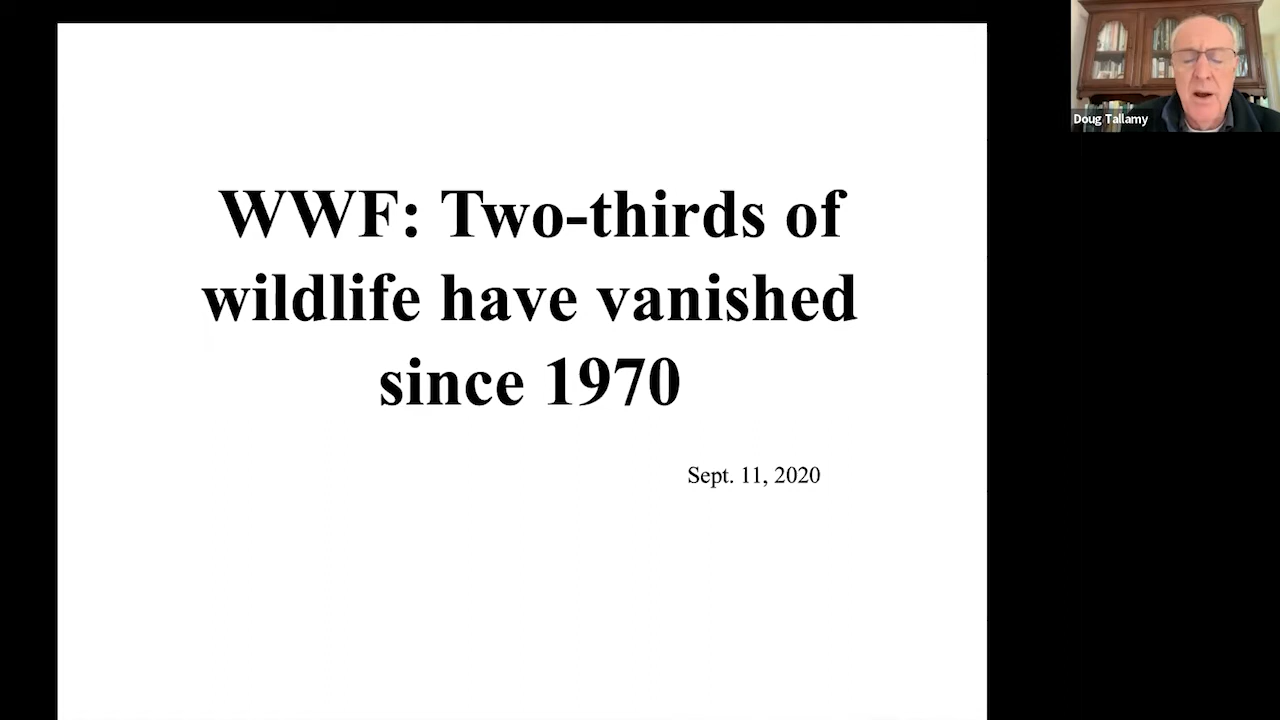 WWF: Two-thirds of
wildlife have vanished
since 1970
Sept. 11, 2020
Doug Tallamy